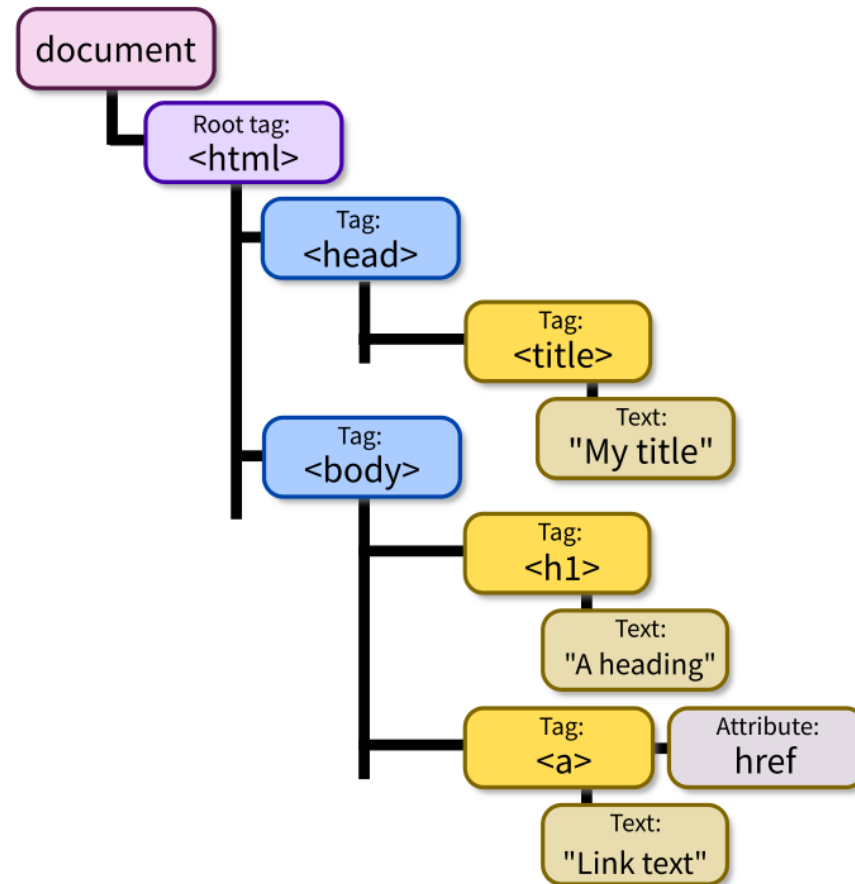 document
Root tag:
<html>
Tag:
<head>
Tag:
<title>
Text:
"My title"
Tag:
<body>
Tag:
<h1>
Text:
"A heading"
Tag:
<a>
Attribute:
href
Text:
"Link text"